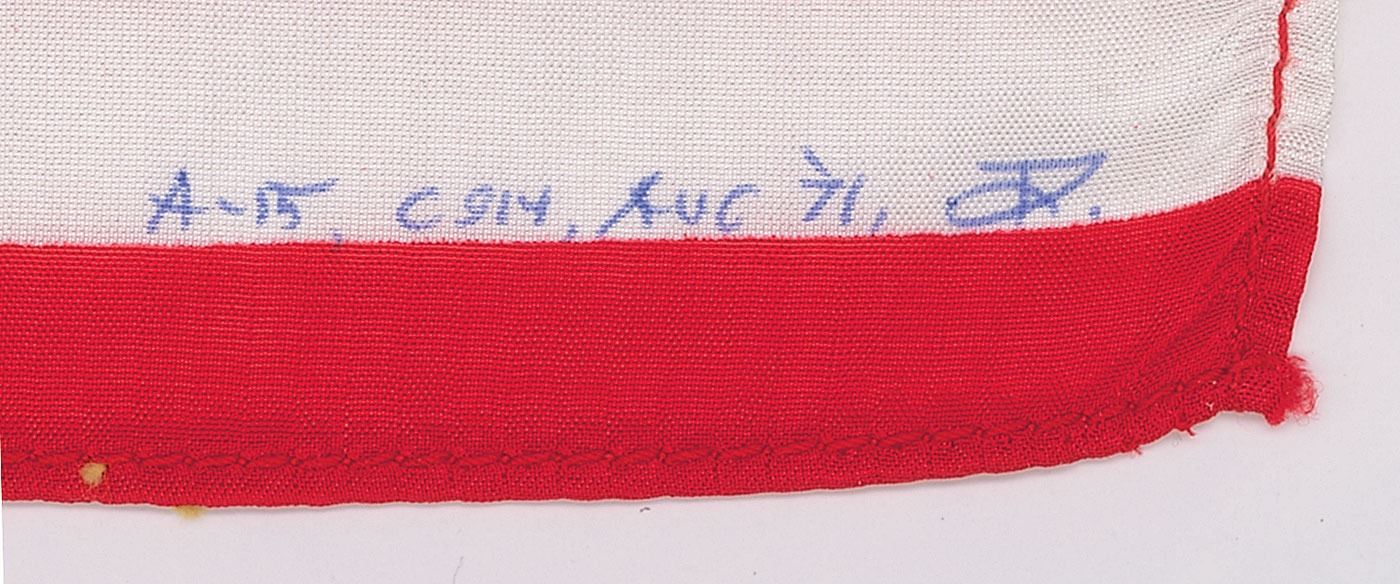 A-15, CSM, AUG '71,